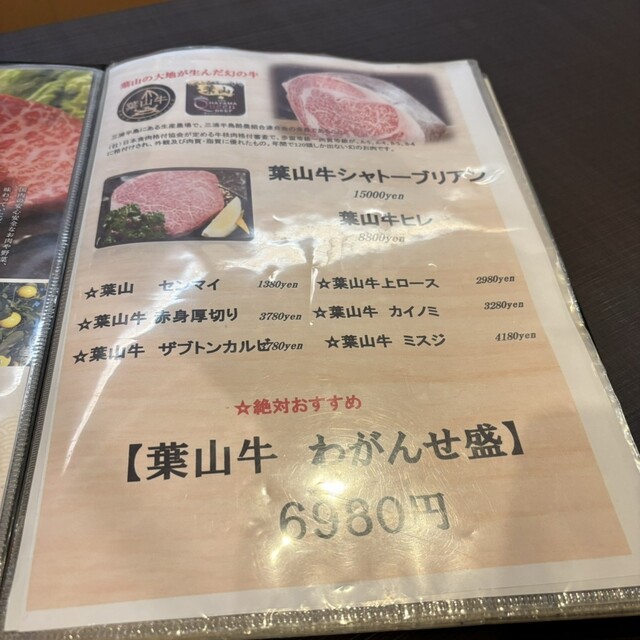 葉山の大地が生んだ幻の牛
葉山牛
葉山
HAYAMA
葉山牛シャトーブリアン
15000yen
葉山牛ヒレ
8800yen
☆葉山 センマイ 1380yen
☆葉山牛上ロース 2980yen
☆葉山牛 赤身厚切り 3780yen
☆葉山牛 カイノミ 3280yen
☆葉山牛 ザブトンカルビ 780yen
☆葉山牛 ミスジ 4180yen
☆絶対おすすめ
【葉山牛 わがんせ盛】
6980円